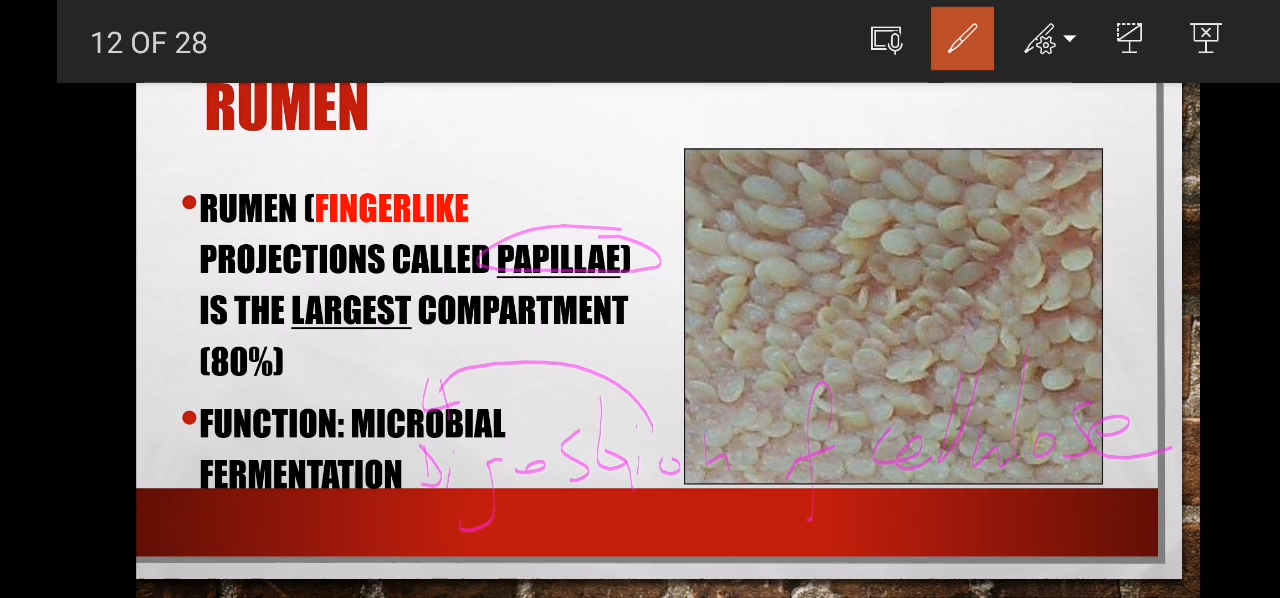 12 OF 28
RUMEN
•RUMEN (FINGERLIKE
PROJECTIONS CALLED PAPILLAE)
IS THE LARGEST COMPARTMENT
(80%)
•FUNCTION: MICROBIAL
FERMENTATION
Digestion of cellulose